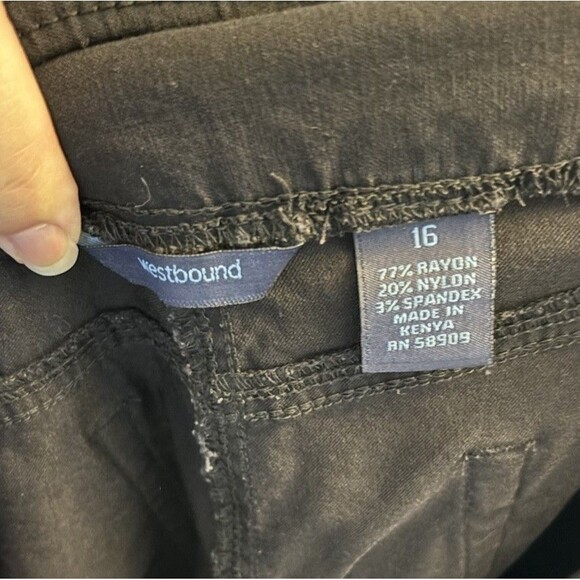 westbound
16
77% RAYON
20% NYLON
3% SPANDEX
MADE IN
KENYA
RN 58909